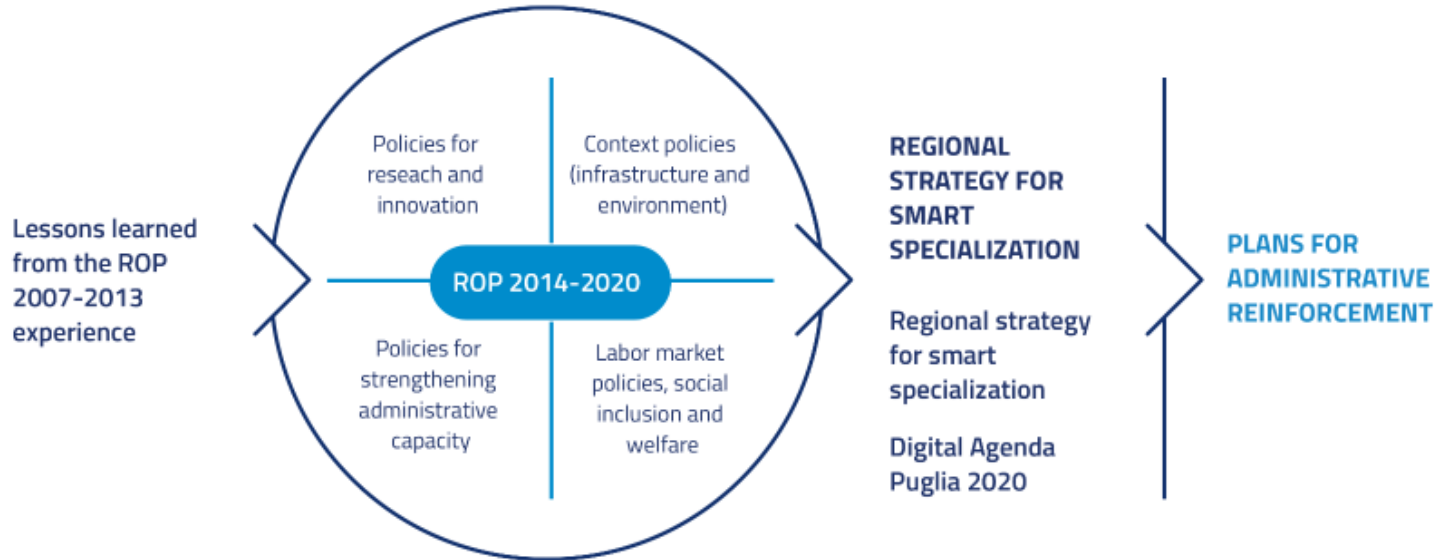 Lessons learned
from the ROP
2007-2013
experience
Policies for
reseach and
innovation
Context policies
(infrastructure and
environment)
ROP 2014-2020
Policies for
strengthening
administrative
capacity
Labor market
policies, social
inclusion and
welfare
REGIONAL
STRATEGY FOR
SMART
SPECIALIZATION
Regional strategy
for smart
specialization
Digital Agenda
Puglia 2020
PLANS FOR
ADMINISTRATIVE
REINFORCEMENT